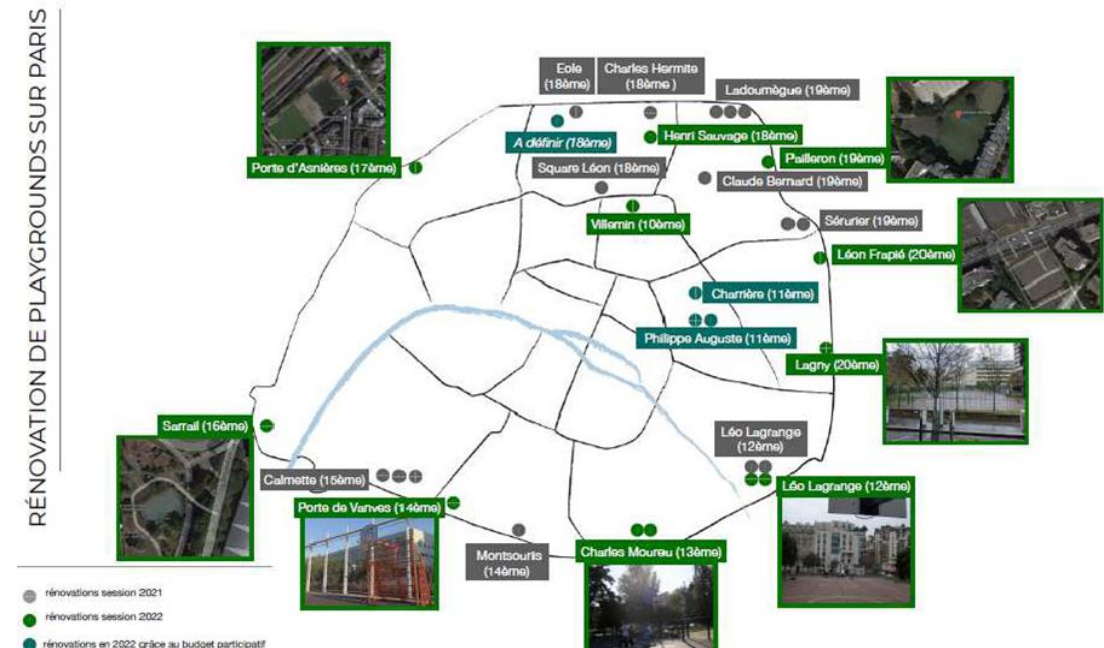 RÉNOVATION DE PLAYGROUNDS SUR PARIS
Eole
(18ème)
Charles Hermite
(18ème )
Ladoumègue (19ème)
A définir (18ème)
Henri Sauvage (18ème)
Pailleron (19ème)
Porte d'Asnières (17ème)
Square Léon (18ème)
Claude Bernard (19ème)
Villemin (10ème)
Sérurier (19ème)
Léon Frapié (20ème)
Charrière (11ème)
Philippe Auguste (11ème)
Lagny (20ème)
Sarrail (16ème)
Léo Lagrange
(12ème)
Calmette (15ème)
Léo Lagrange (12ème)
Porte de Vanves (14ème)
Montsouris
(14ème)
Charles Moureu (13ème)
rénovations session 2021
rénovations session 2022
rénovations en 2022 grâce au budget participatif